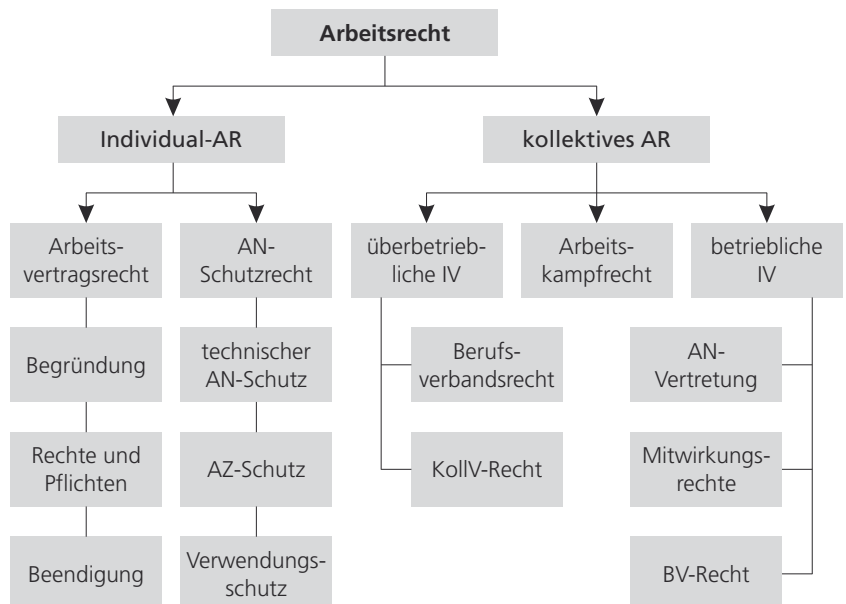 Arbeitsrecht
Individual-AR
kollektives AR
Arbeits-
vertragsrecht
AN-
Schutzrecht
überbetrieb-
liche IV
Arbeits-
kampfrecht
betriebliche
IV
Begründung
technischer
AN-Schutz
Berufs-
verbandsrecht
AN-
Vertretung
Rechte und
Pflichten
AZ-Schutz
KollV-Recht
Mitwirkungs-
rechte
Beendigung
Verwendungs-
schutz
BV-Recht